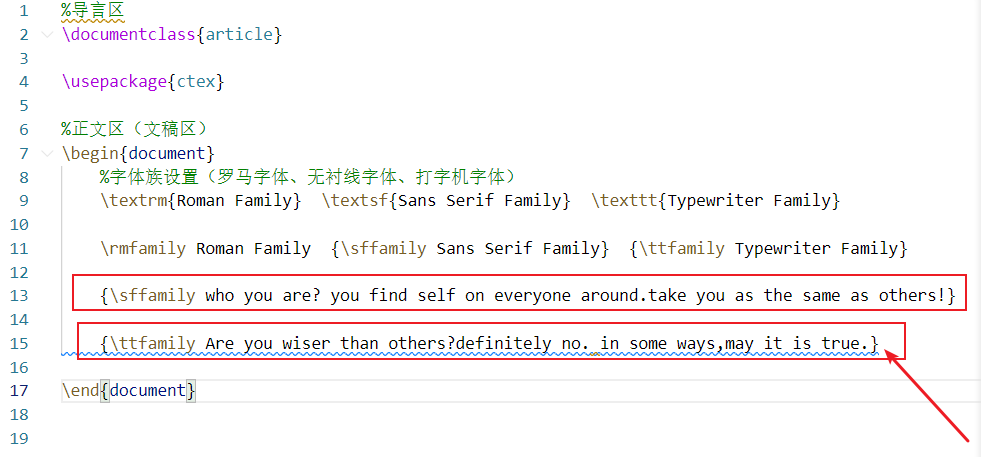 1 %导言区
2 \documentclass{article}
3
4 \usepackage{ctex}
5
6 %正文区（文稿区）
7 \begin{document}
8 %字体族设置（罗马字体、无衬线字体、打字机字体）
9 \textrm{Roman Family}  \textsf{Sans Serif Family}  \texttt{Typewriter Family}
10
11 \rmfamily Roman Family  {\sffamily Sans Serif Family}  {\ttfamily Typewriter Family}
12
13 {\sffamily who you are? you find self on everyone around.take you as the same as others!}
14
15 {\ttfamily Are you wiser than others?definitely no. in some ways,may it is true.}
16
17 \end{document}
18
19